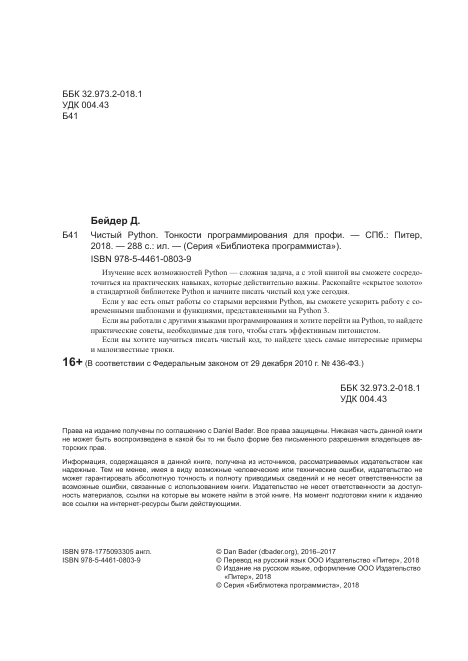 ББК 32.973.2-018.1
УДК 004.43
Б41
Бейдер Д.
Б41 Чистый Python. Тонкости программирования для профи. — СПб.: Питер,
2018. — 288 с.: ил. — (Серия «Библиотека программиста»).
ISBN 978-5-4461-0803-9
Изучение всех возможностей Python — сложная задача, а с этой книгой вы сможете сосредо-
точиться на практических навыках, которые действительно важны. Раскопайте «скрытое золото»
в стандартной библиотеке Python и начните писать чистый код уже сегодня.
Если у вас есть опыт работы со старыми версиями Python, вы сможете ускорить работу с со-
временными шаблонами и функциями, представленными на Python 3.
Если вы работали с другими языками программирования и хотите перейти на Python, то найдете
практические советы, необходимые для того, чтобы стать эффективным питонистом.
Если вы хотите научиться писать чистый код, то найдете здесь самые интересные примеры
и малоизвестные трюки.
16+ (В соответствии с Федеральным законом от 29 декабря 2010 г. № 436-ФЗ.)
ББК 32.973.2-018.1
УДК 004.43
Права на издание получены по соглашению с Daniel Bader. Все права защищены. Никакая часть данной книги
не может быть воспроизведена в какой бы то ни было форме без письменного разрешения владельцев ав-
торских прав.
Информация, содержащаяся в данной книге, получена из источников, рассматриваемых издательством как
надежные. Тем не менее, имея в виду возможные человеческие или технические ошибки, издательство не
может гарантировать абсолютную точность и полноту приводимых сведений и не несет ответственности за
возможные ошибки, связанные с использованием книги. Издательство не несет ответственности за доступ-
ность материалов, ссылки на которые вы можете найти в этой книге. На момент подготовки книги к изданию
все ссылки на интернет-ресурсы были действующими.
ISBN 978-1775093305 англ.
ISBN 978-5-4461-0803-9
© Dan Bader (dbader.org), 2016–2017
© Перевод на русский язык ООО Издательство «Питер», 2018
© Издание на русском языке, оформление ООО Издательство
«Питер», 2018
© Серия «Библиотека программиста», 2018